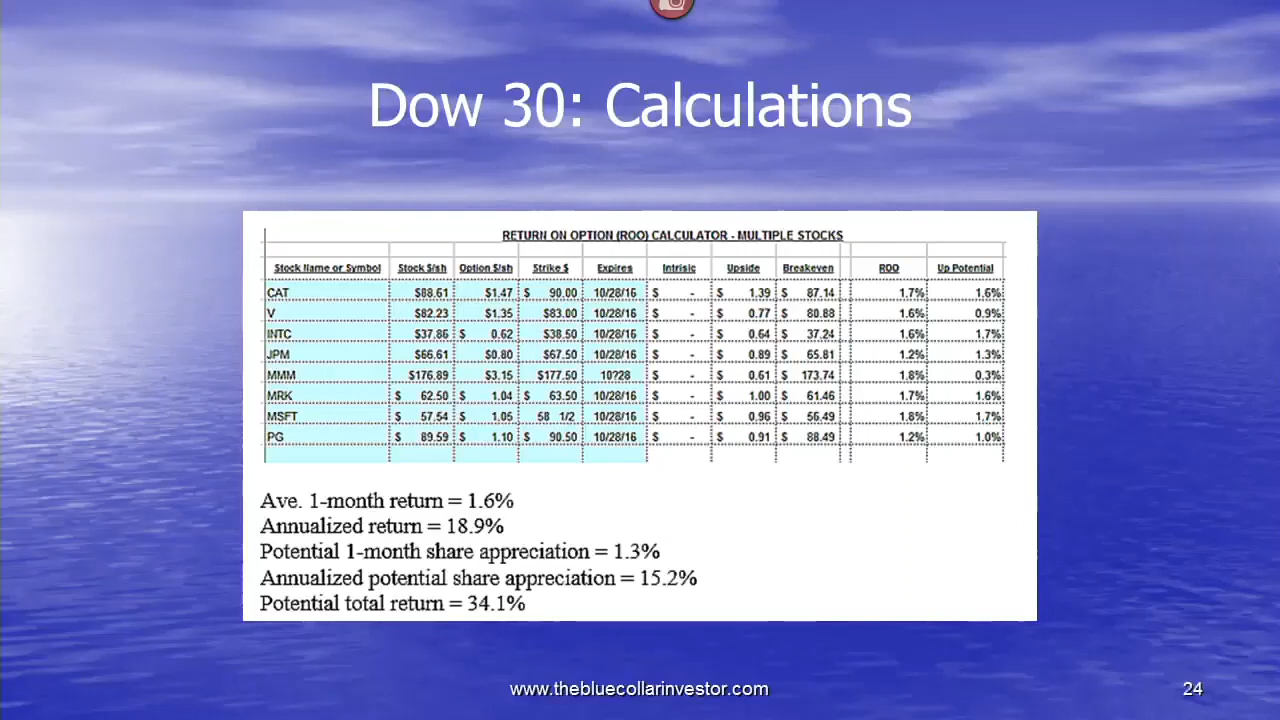 Dow 30: Calculations
RETURN ON OPTION (ROO) CALCULATOR - MULTIPLE STOCKS
Stock Name or Symbol Stock $/sh Option $/sh Strike $ Expires Intrinsic Upside Breakeven ROO Up Potential
CAT $88.61 $1.47 $ 90.00 10/28/16 $ - $ 1.39 $ 87.14 1.7% 1.6%
V $82.23 $1.35 $83.00 10/28/16 $ - $ 0.77 $ 80.88 1.6% 0.9%
INTC $37.86 $ 0.62 $38.50 10/28/16 $ - $ 0.64 $ 37.24 1.6% 1.7%
JPM $66.61 $0.80 $67.50 10/28/16 $ - $ 0.89 $ 65.81 1.2% 1.3%
MMM $176.89 $3.15 $177.50 10?28 $ - $ 0.61 $ 173.74 1.8% 0.3%
MRK $ 62.50 $ 1.04 $ 63.50 10/28/16 $ - $ 1.00 $ 61.46 1.7% 1.6%
MSFT $ 57.54 $ 1.05 58 1/2 10/28/16 $ - $ 0.96 $ 56.49 1.8% 1.7%
PG $ 89.59 $ 1.10 $ 90.50 10/28/16 $ - $ 0.91 $ 88.49 1.2% 1.0%
Ave. 1-month return = 1.6%
Annualized return = 18.9%
Potential 1-month share appreciation = 1.3%
Annualized potential share appreciation = 15.2%
Potential total return = 34.1%
www.thebluecollarinvestor.com
24